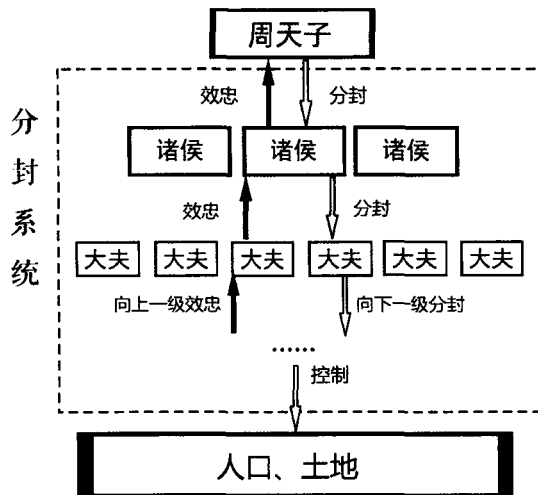 周天子
效忠 分封
分封系统
诸侯 诸侯 诸侯
效忠 分封
大夫 大夫 大夫 大夫 大夫 大夫
向上一级效忠 向下一级分封
……
控制
人口、土地